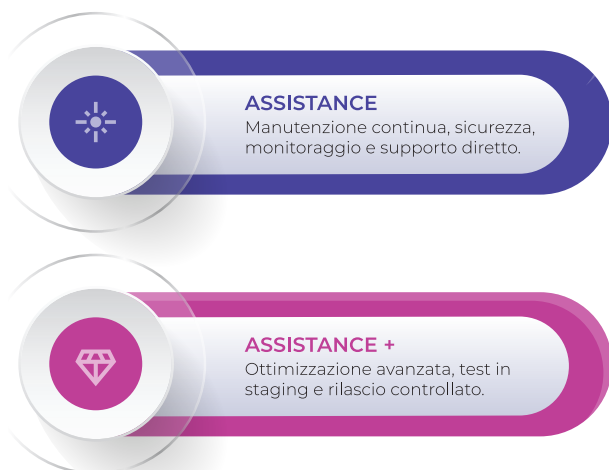 ASSISTANCE
Manutenzione continua, sicurezza,
monitoraggio e supporto diretto.
ASSISTANCE +
Ottimizzazione avanzata, test in
staging e rilascio controllato.